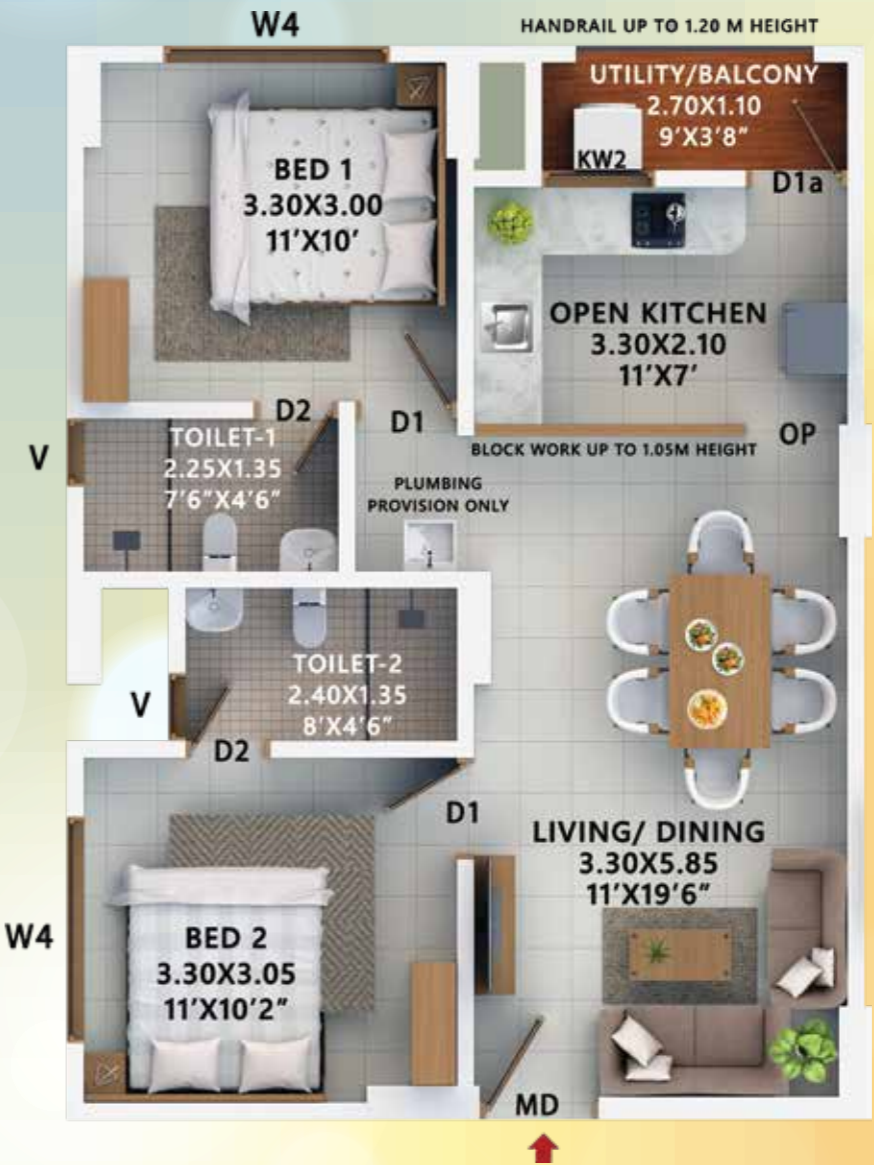 W4
HANDRAIL UP TO 1.20 M HEIGHT
UTILITY/BALCONY
2.70X1.10
9'X3'8"
KW2
D1a
BED 1
3.30X3.00
11'X10'
OPEN KITCHEN
3.30X2.10
11'X7'
D2
D1
OP
BLOCK WORK UP TO 1.05M HEIGHT
V
TOILET-1
2.25X1.35
7'6"X4'6"
PLUMBING
PROVISION ONLY
TOILET-2
2.40X1.35
8'X4'6"
V
D2
D1
LIVING/ DINING
3.30X5.85
11'X19'6"
W4
BED 2
3.30X3.05
11'X10'2"
MD